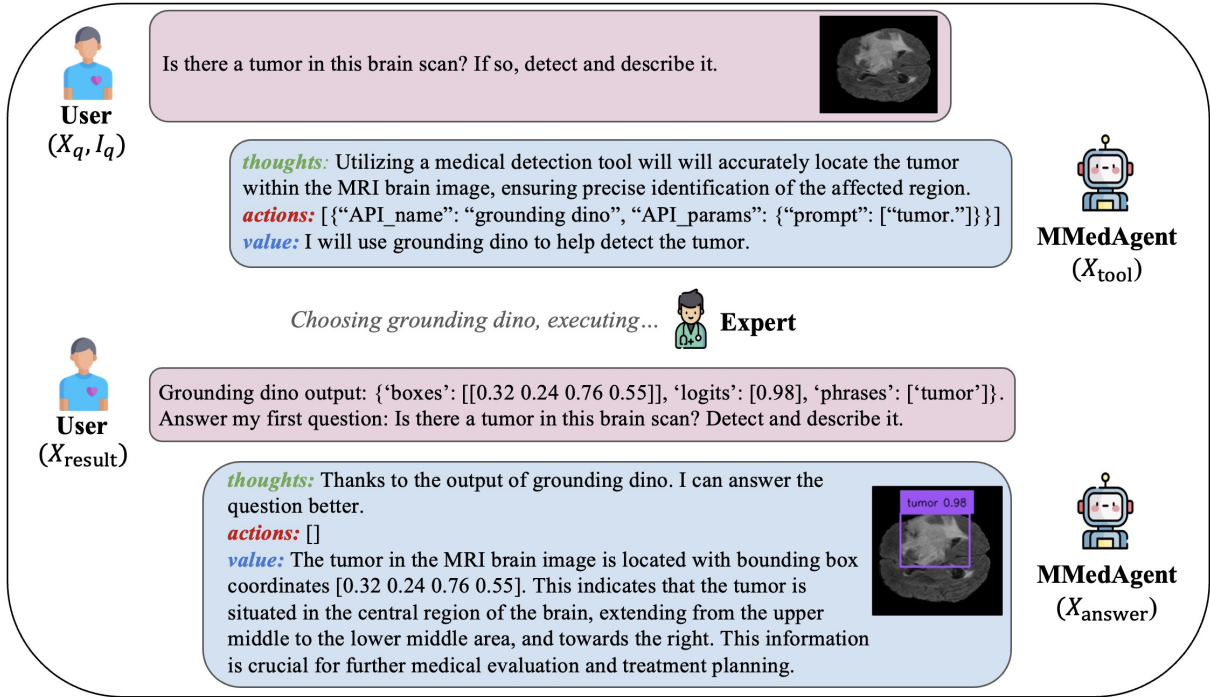 Is there a tumor in this brain scan? If so, detect and describe it.
User
(X_q, I_q)
thoughts: Utilizing a medical detection tool will will accurately locate the tumor
within the MRI brain image, ensuring precise identification of the affected region.
actions: [{“API_name”: “grounding dino”, “API_params”: {“prompt”: [“tumor.”]}}]
value: I will use grounding dino to help detect the tumor.
MMedAgent
(X_tool)
Choosing grounding dino, executing…
Expert
Grounding dino output: {‘boxes’: [[0.32 0.24 0.76 0.55]], ‘logits’: [0.98], ‘phrases’: [‘tumor’]}.
Answer my first question: Is there a tumor in this brain scan? Detect and describe it.
User
(X_result)
thoughts: Thanks to the output of grounding dino. I can answer the
question better.
actions: []
value: The tumor in the MRI brain image is located with bounding box
coordinates [0.32 0.24 0.76 0.55]. This indicates that the tumor is
situated in the central region of the brain, extending from the upper
middle to the lower middle area, and towards the right. This information
is crucial for further medical evaluation and treatment planning.
tumor 0.98
MMedAgent
(X_answer)